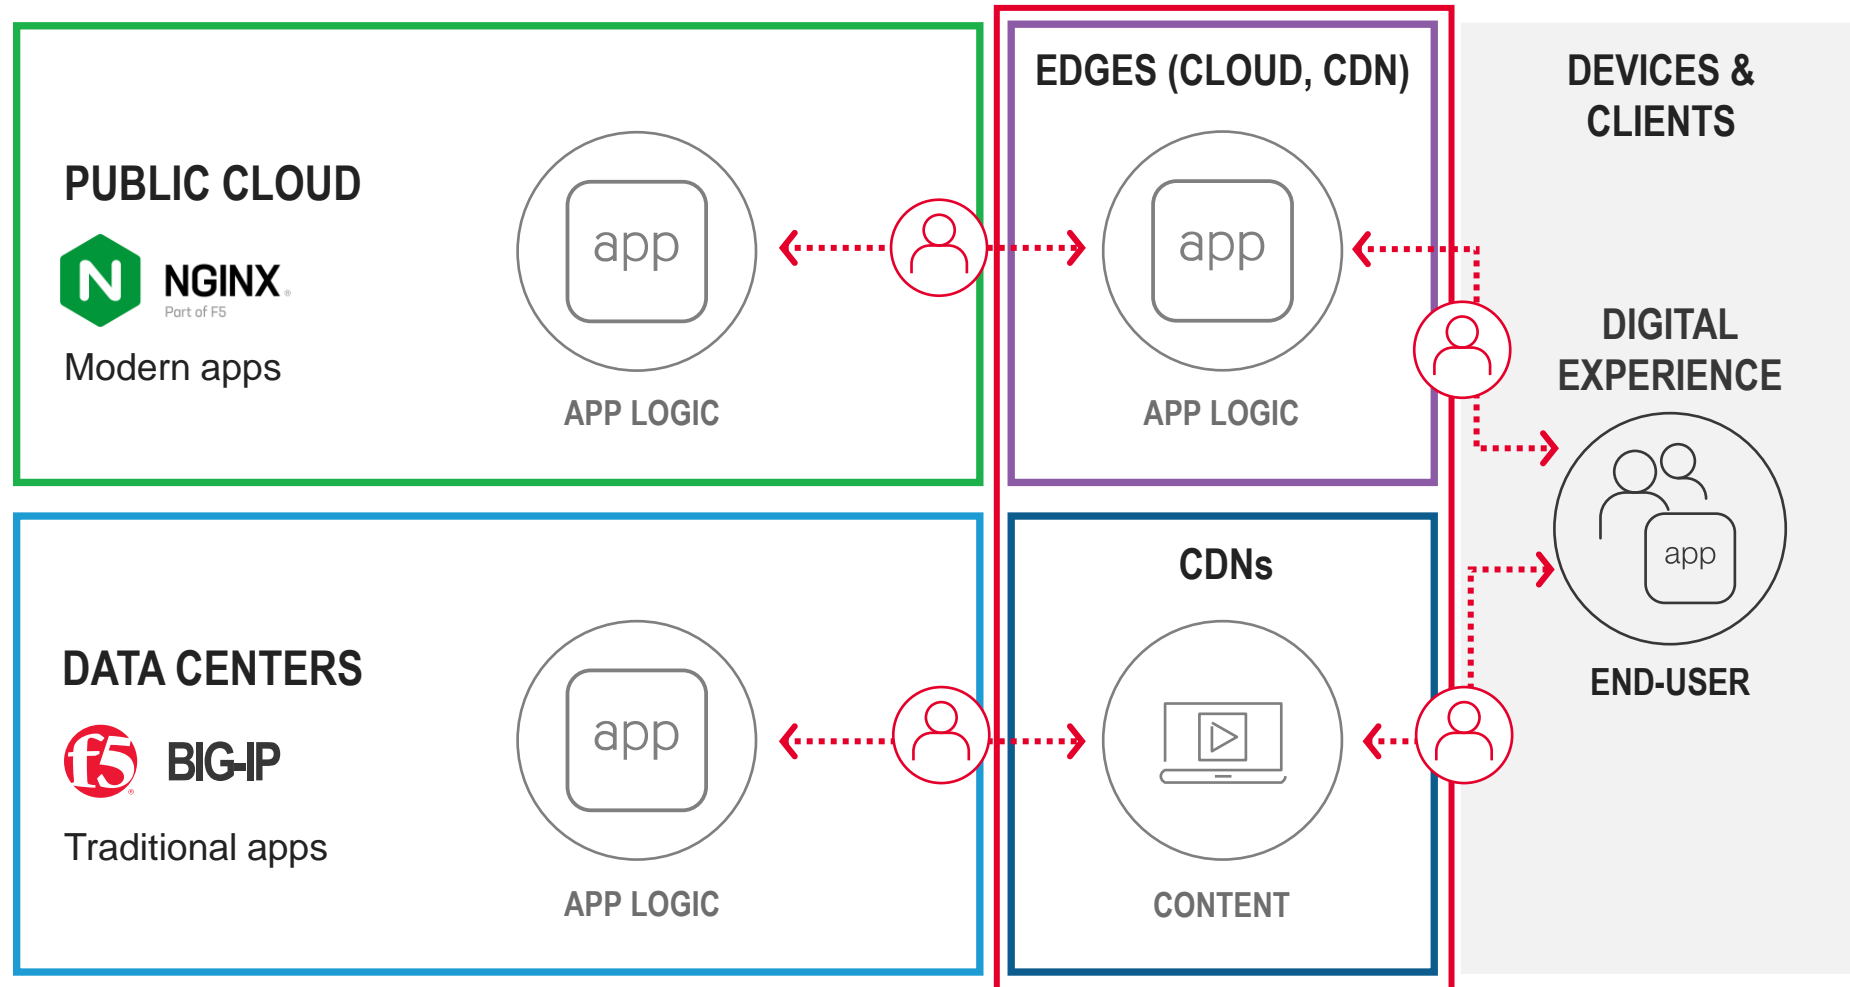 PUBLIC CLOUD
NGINX
Part of F5
Modern apps
app
APP LOGIC
EDGES (CLOUD, CDN)
app
APP LOGIC
DEVICES &
CLIENTS
DIGITAL
EXPERIENCE
app
END-USER
DATA CENTERS
f5 BIG-IP
Traditional apps
app
APP LOGIC
CDNs
CONTENT